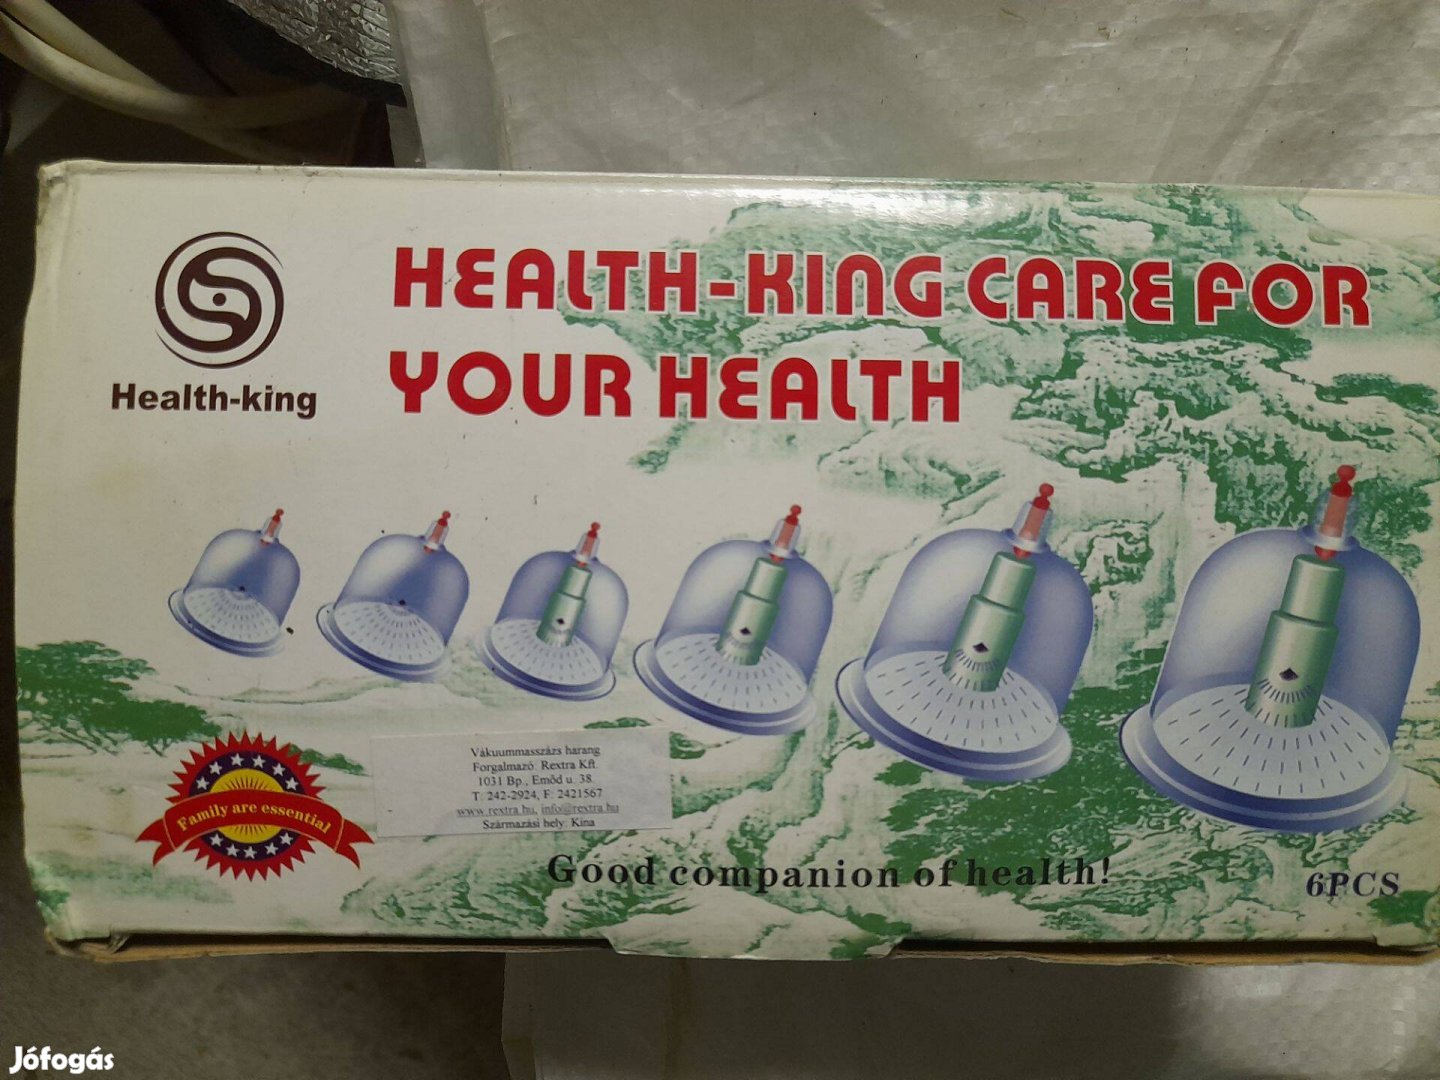 HEALTH-KING CARE FOR
YOUR HEALTH
Health-king
Family are essential
Vákuummasszázs harang
Forgalmazó: Rextra Kft.
1031 Bp., Emőd u. 38.
T: 242-2924, F: 2421567
www.rextra.hu, info@rextra.hu
Származási hely: Kína
Good companion of health!
6PCS
Jófogás